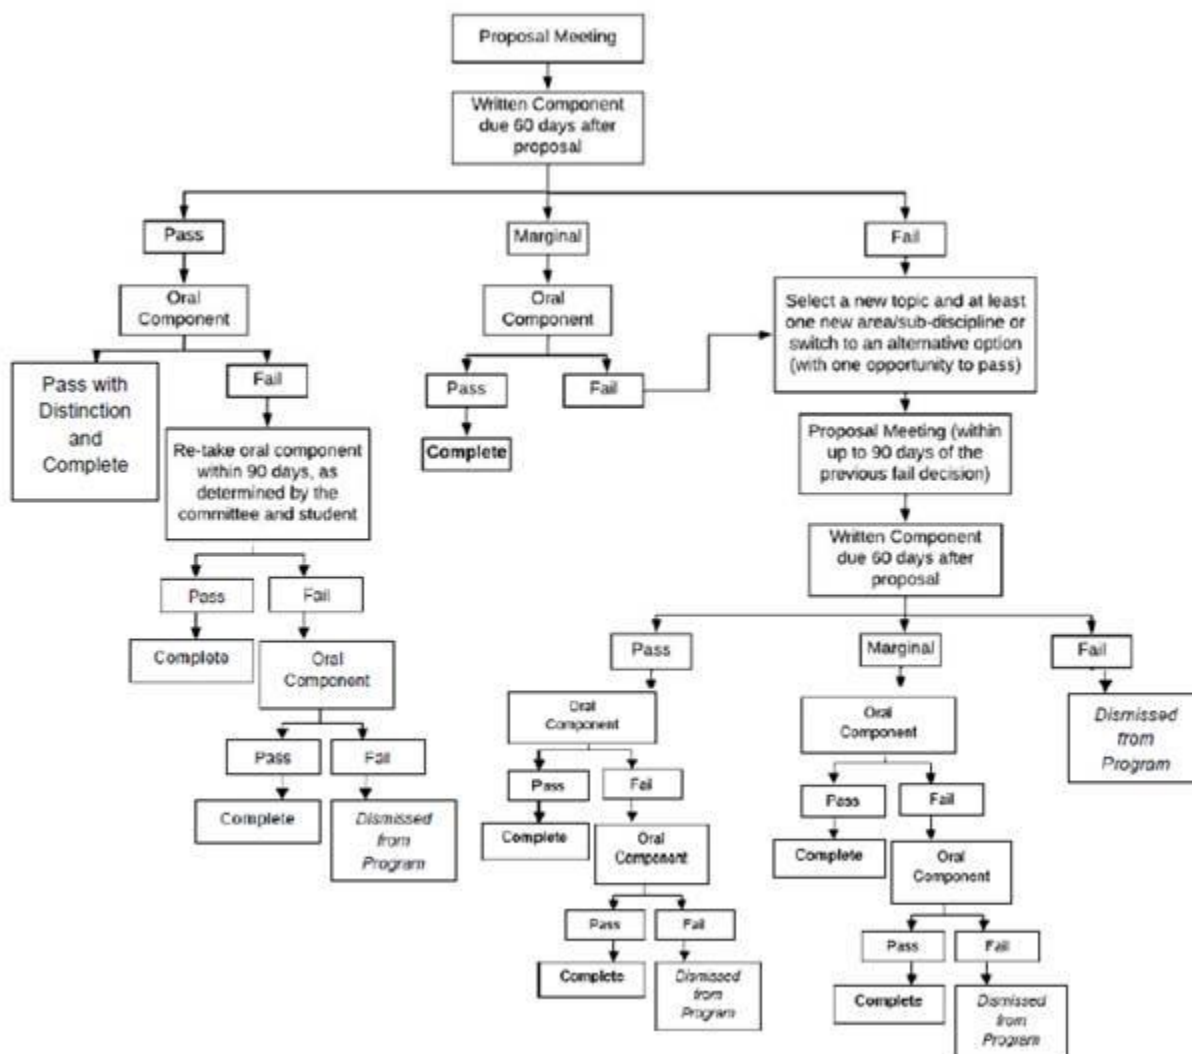 Proposal Meeting
Written Component
due 60 days after
proposal
Pass
Marginal
Fail
Oral
Component
Oral
Component
Select a new topic and at least
one new area/sub-discipline or
switch to an alternative option
(with one opportunity to pass)
Pass with
Distinction
and
Complete
Fail
Pass
Fail
Re-take oral component
within 90 days, as
determined by the
committee and student
Complete
Proposal Meeting (within
up to 90 days of the
previous fail decision)
Written Component
due 60 days after
proposal
Pass
Fail
Complete
Oral
Component
Pass
Fail
Complete
Dismissed
from
Program
Pass
Marginal
Fail
Oral
Component
Pass
Fail
Complete
Oral
Component
Pass
Fail
Complete
Dismissed
from
Program
Oral
Component
Pass
Fail
Complete
Oral
Component
Pass
Fail
Complete
Dismissed
from
Program
Dismissed
from
Program